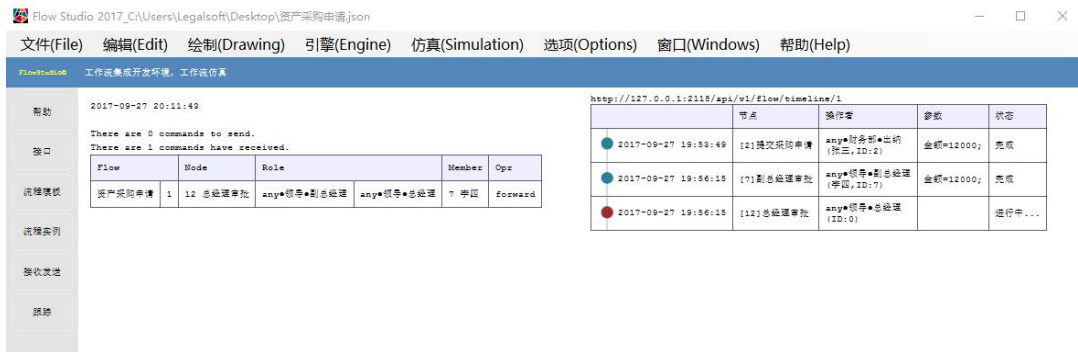 Flow Studio 2017_C:\Users\Legalsoft\Desktop\资产采购申请.json
文件(File) 编辑(Edit) 绘制(Drawing) 引擎(Engine) 仿真(Simulation) 选项(Options) 窗口(Windows) 帮助(Help)
FlowStudio® 工作流集成开发环境, 工作流仿真
帮助
接口
流程模板
流程实例
接收发送
跟踪
2017-09-27 20:11:43
There are 0 commands to send.
There are 1 commands have received.
Flow Node Role Member Opr
资产采购申请 1 12 总经理审批 any●领导●副总经理 any●领导●总经理 7 李四 forward
http://127.0.0.1:2118/api/v1/flow/timeline/1
节点 操作者 参数 状态
2017-09-27 19:53:49 [2]提交采购申请 any●财务部●出纳 (张三,ID:2) 金额=12000; 完成
2017-09-27 19:56:15 [7]副总经理审批 any●领导●副总经理 (李四,ID:7) 金额=12000; 完成
2017-09-27 19:56:15 [12]总经理审批 any●领导●总经理 (ID:0) 进行中...